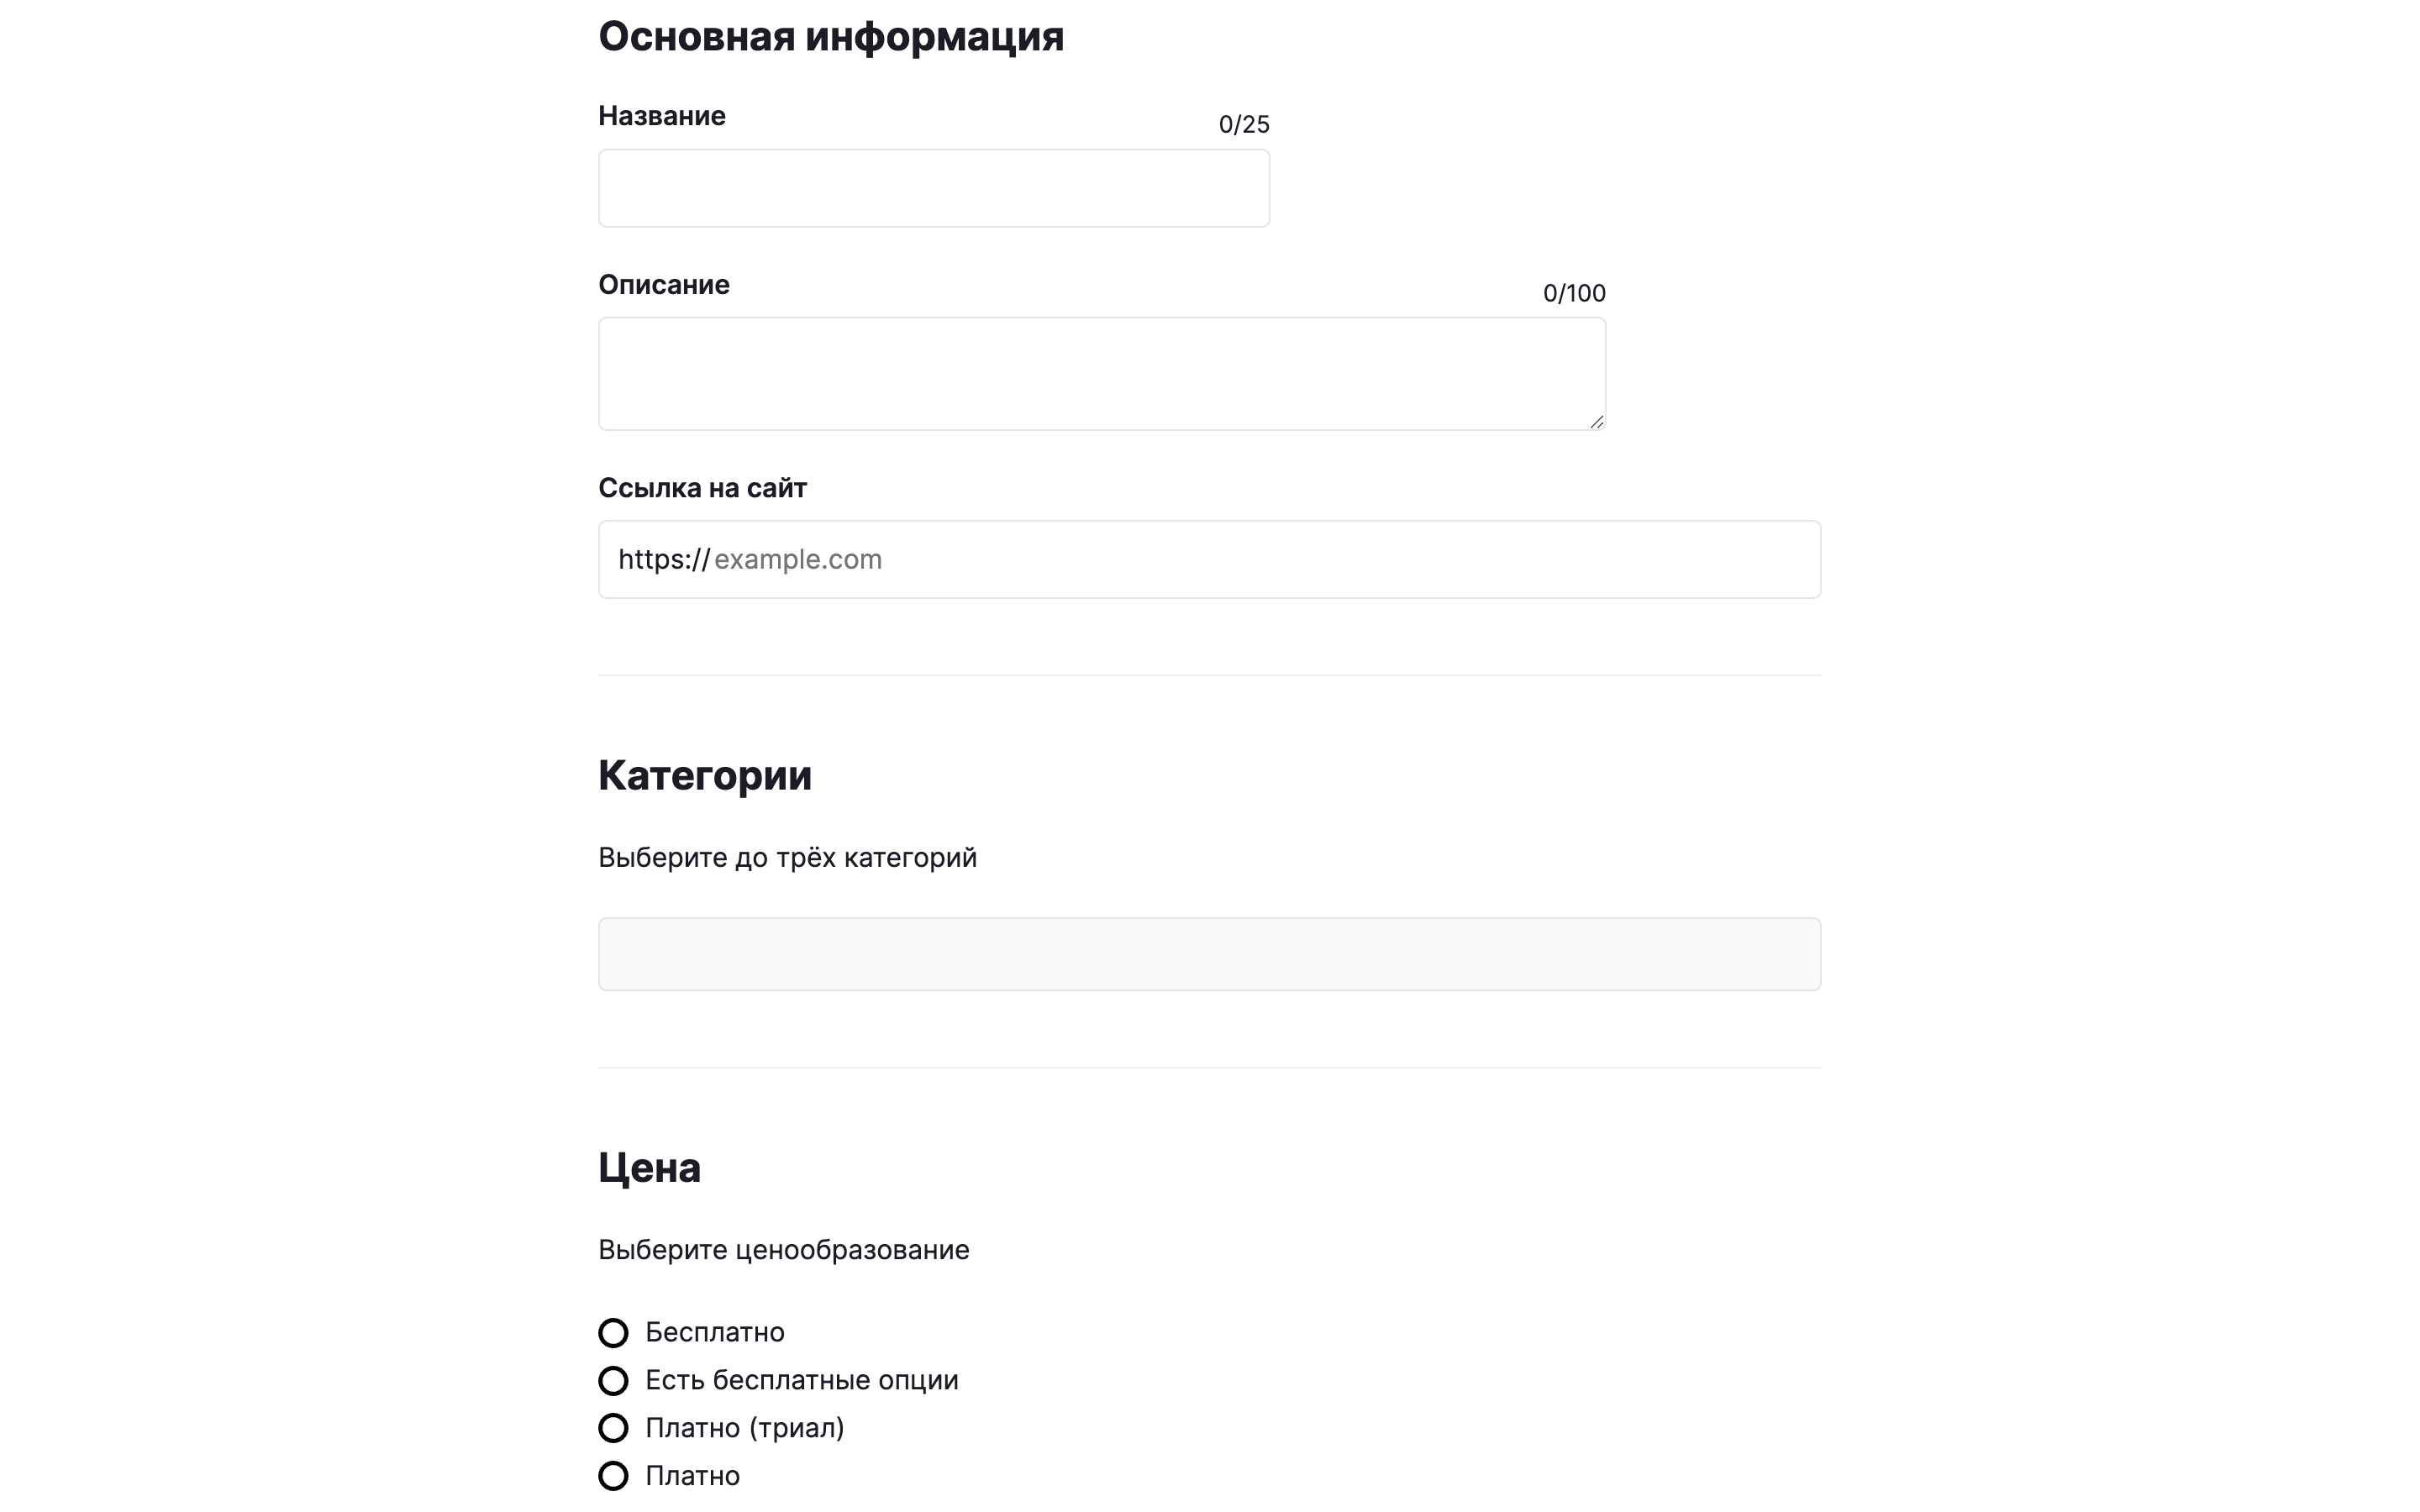 Основная информация
Название
0/25
Описание
0/100
Ссылка на сайт
https:// example.com
Категории
Выберите до трёх категорий
Цена
Выберите ценообразование
Бесплатно
Есть бесплатные опции
Платно (триал)
Платно